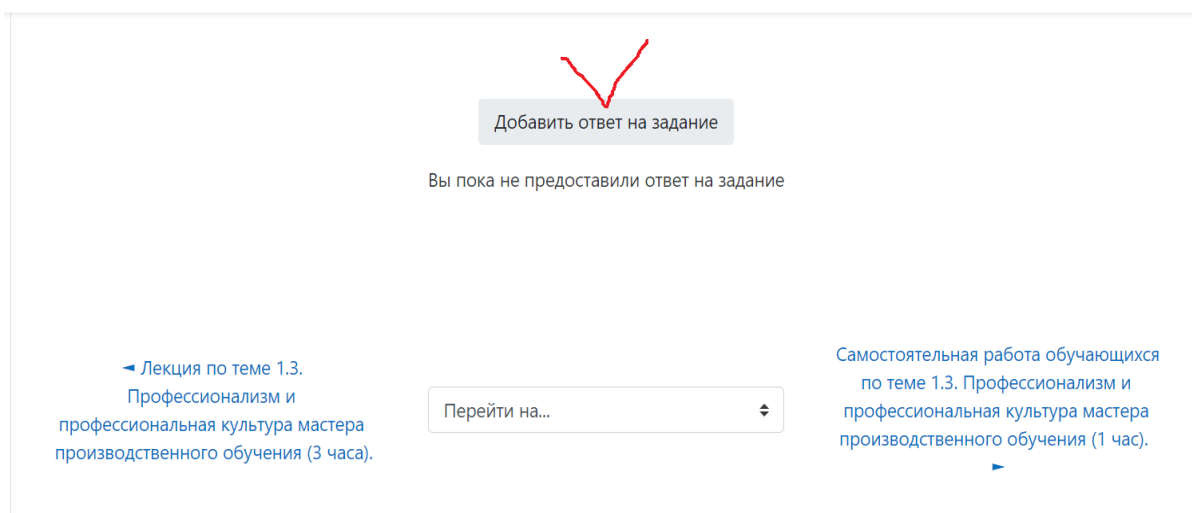 Добавить ответ на задание
Вы пока не предоставили ответ на задание
◄ Лекция по теме 1.3.
Профессионализм и
профессиональная культура мастера
производственного обучения (3 часа).
Перейти на...
Самостоятельная работа обучающихся
по теме 1.3. Профессионализм и
профессиональная культура мастера
производственного обучения (1 час).
►